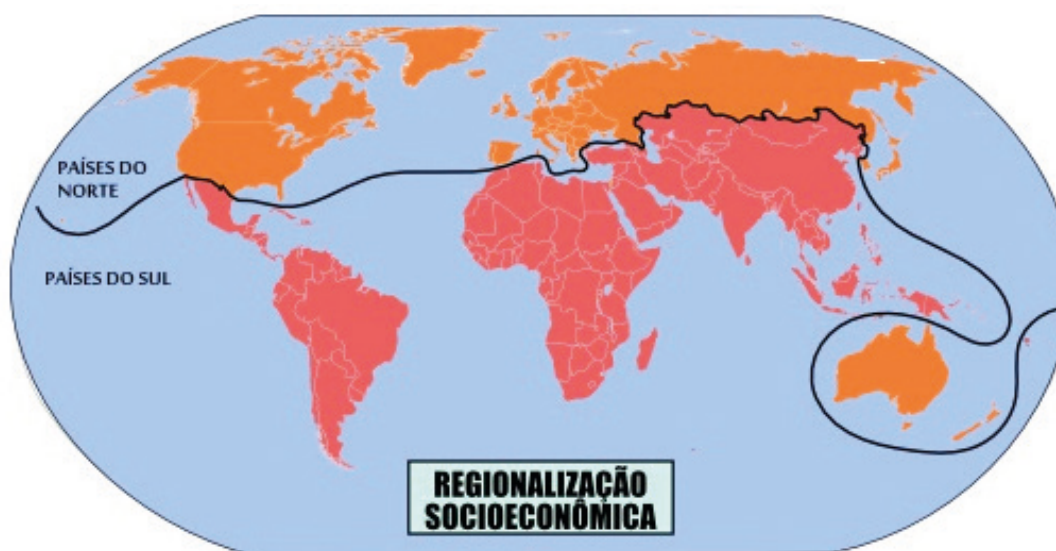 PAÍSES DO
NORTE
PAÍSES DO SUL
REGIONALIZAÇÃO
SOCIOECONÔMICA